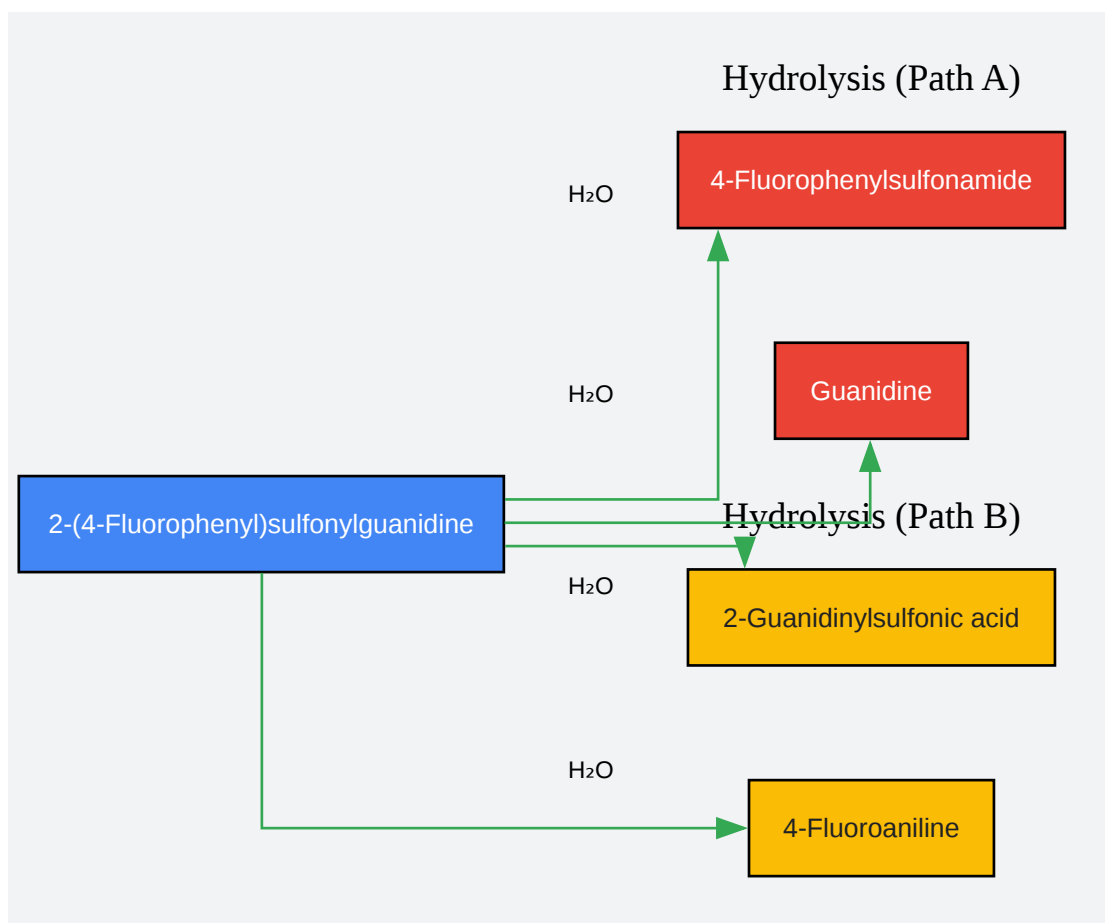 Hydrolysis (Path A)
4-Fluorophenylsulfonamide
H₂O
Guanidine
H₂O
2-(4-Fluorophenyl)sulfonylguanidine
Hydrolysis (Path B)
H₂O
2-Guanidinylsulfonic acid
H₂O
4-Fluoroaniline